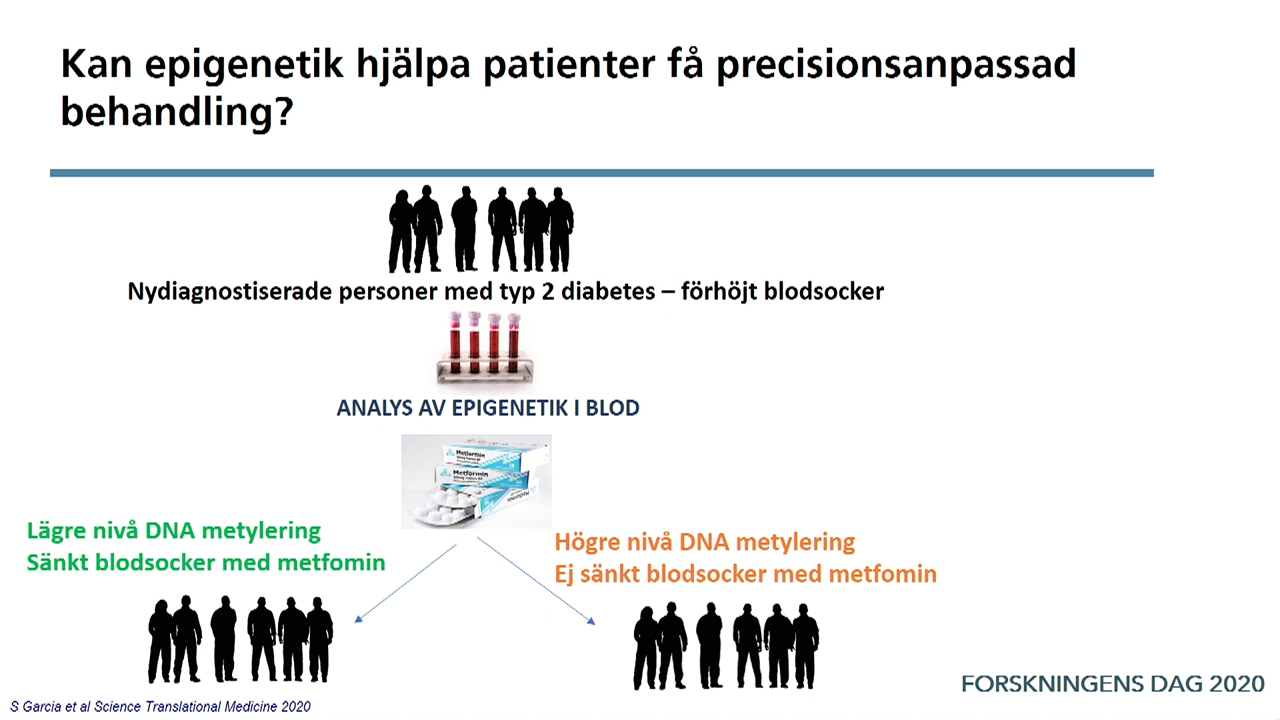 Kan epigenetik hjälpa patienter få precisionsanpassad
behandling?
Nydiagnostiserade personer med typ 2 diabetes – förhöjt blodsocker
ANALYS AV EPIGENETIK I BLOD
Metformin
Metformin
Lägre nivå DNA metylering
Sänkt blodsocker med metfomin
Högre nivå DNA metylering
Ej sänkt blodsocker med metfomin
FORSKNINGENS DAG 2020
S Garcia et al Science Translational Medicine 2020